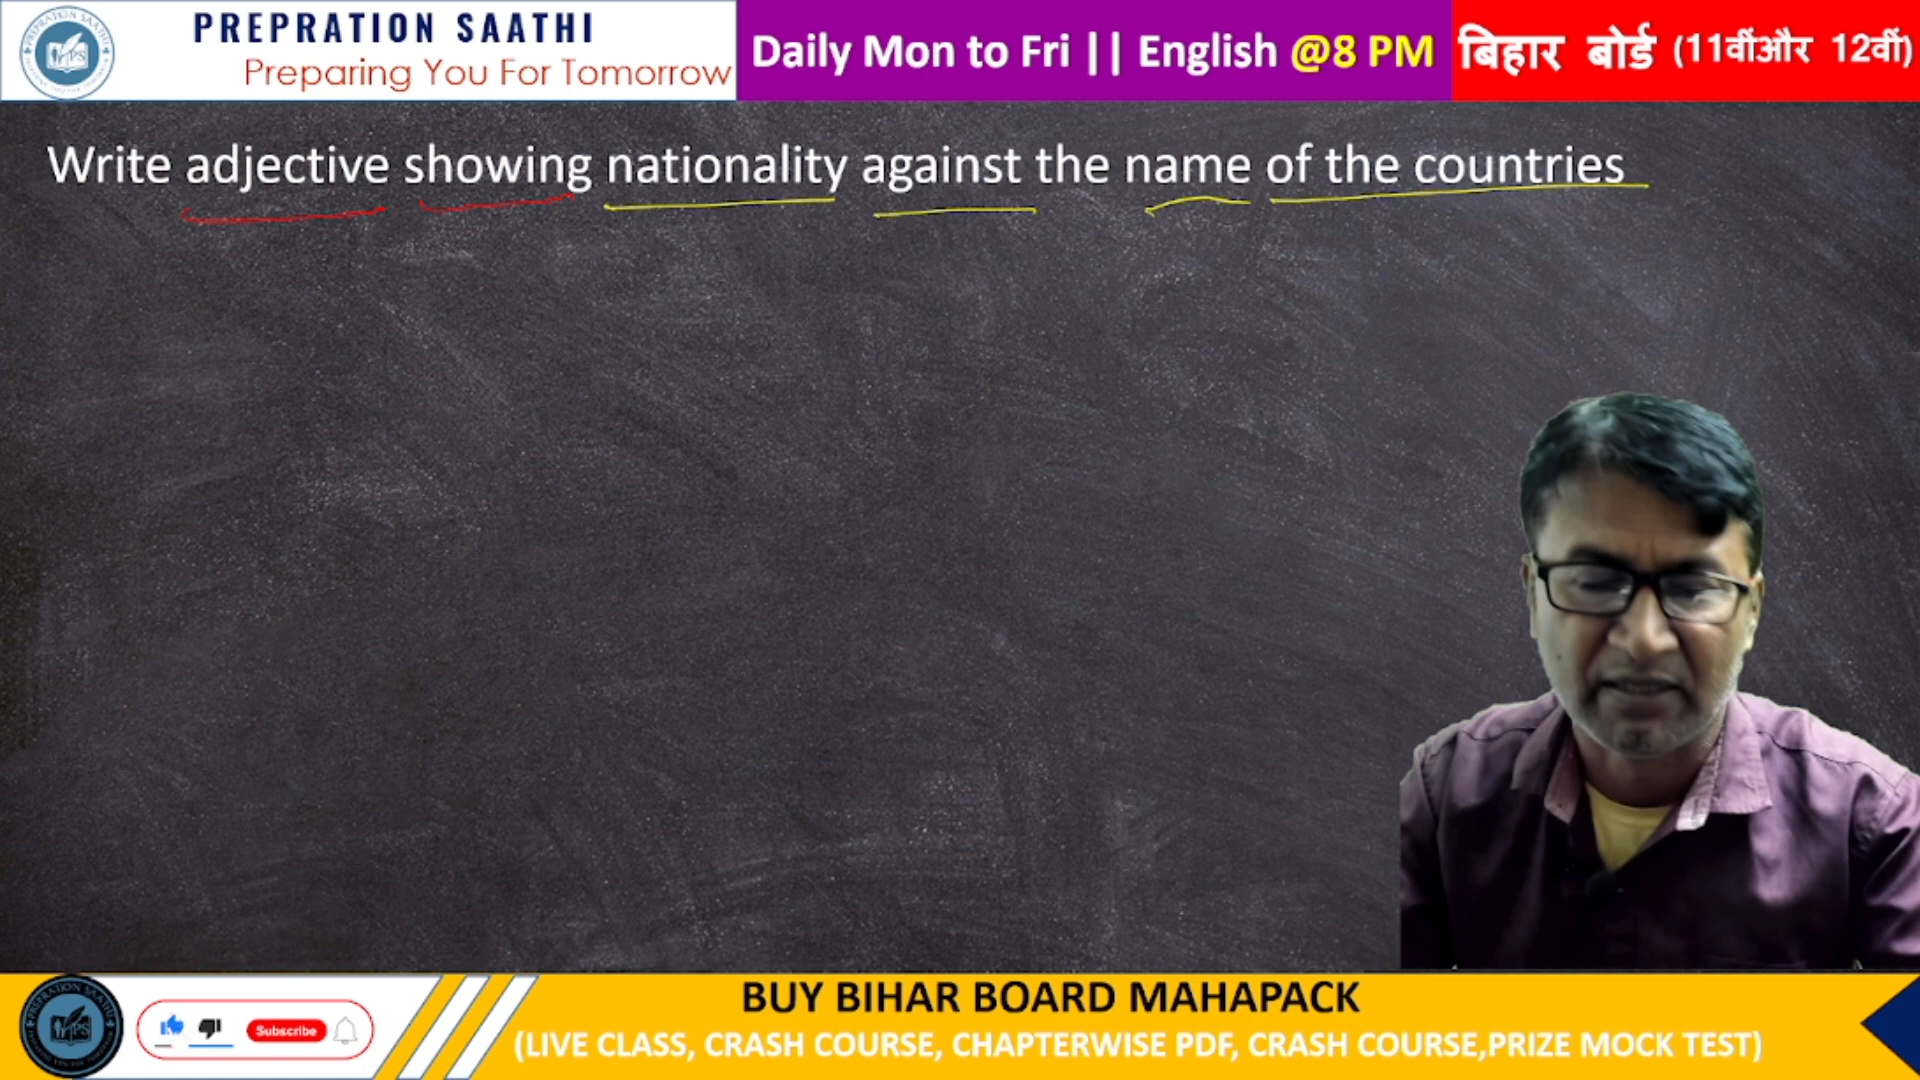 PREPRATION SAATHI
Preparing You For Tomorrow
Daily Mon to Fri || English @8 PM
बिहार बोर्ड (11वींऔर 12वीं)
Write adjective showing nationality against the name of the countries
Subscribe
BUY BIHAR BOARD MAHAPACK
(LIVE CLASS, CRASH COURSE, CHAPTERWISE PDF, CRASH COURSE,PRIZE MOCK TEST)